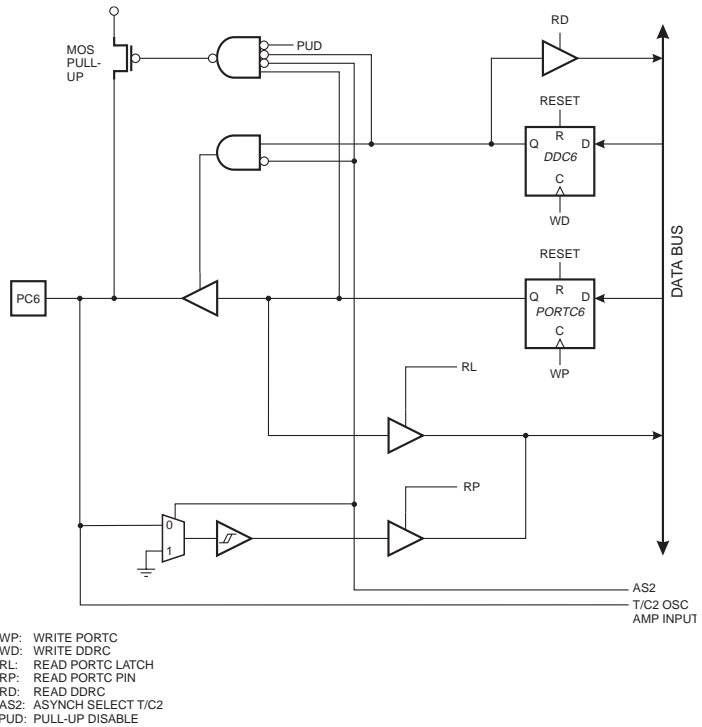 RD
MOS
PULL-
UP
PUD
RESET
R
Q
D
DDC6
C
WD
DATA BUS
RESET
R
PC6
Q
D
PORTC6
C
WP
RL
RP
0
1
AS2
T/C2 OSC
AMP INPUT
WP: WRITE PORTC
WD: WRITE DDRC
RL: READ PORTC LATCH
RP: READ PORTC PIN
RD: READ DDRC
AS2: ASYNCH SELECT T/C2
PUD: PULL-UP DISABLE